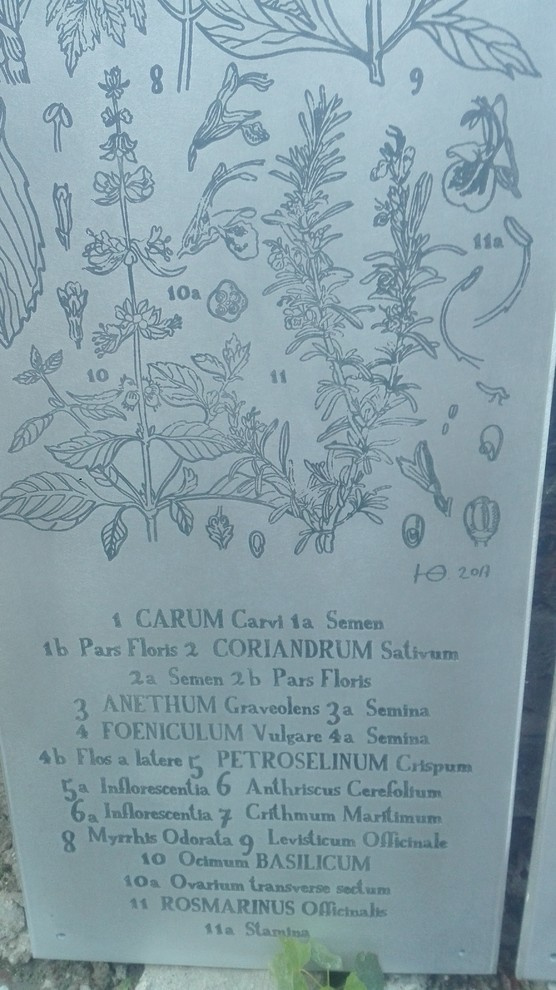 8
9
11a
10a
10
11
2017
1 CARUM Carvi 1a Semen
1b Pars Floris 2 CORIANDRUM Sativum
2a Semen 2b Pars Floris
3 ANETHUM Graveolens 3a Semina
4 FOENICULUM Vulgare 4a Semina
4b Flos a latere 5 PETROSELINUM Crispum
5a Inflorescentia 6 Anthriscus Cerefolium
6a Inflorescentia 7 Crithmum Maritimum
8 Myrrhis Odorata 9 Levisticum Officinale
10 Ocimum BASILICUM
10a Ovarium transverse sectum
11 ROSMARINUS Officinalis
11a Stamina